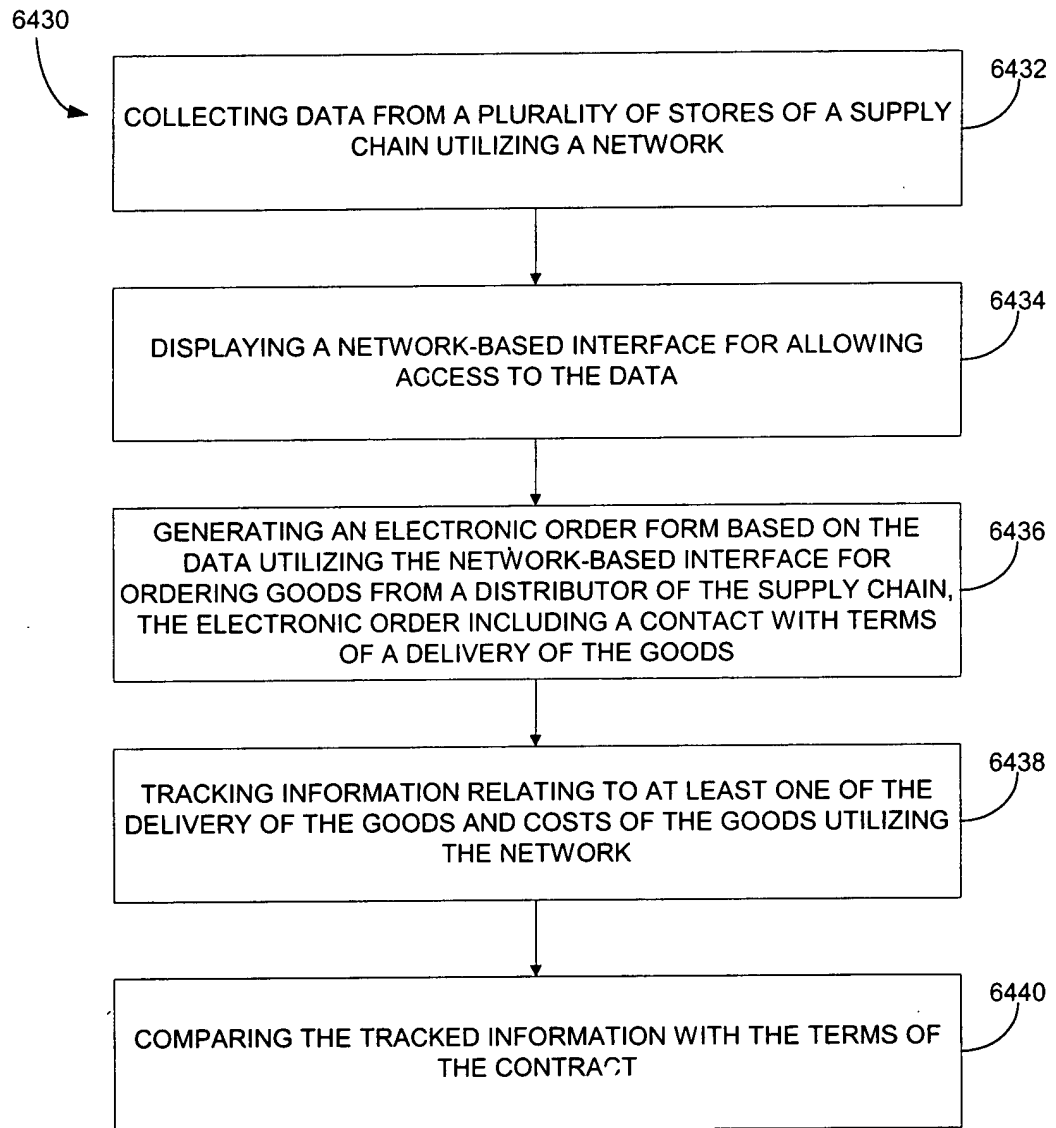 6430
6432
COLLECTING DATA FROM A PLURALITY OF STORES OF A SUPPLY
CHAIN UTILIZING A NETWORK
6434
DISPLAYING A NETWORK-BASED INTERFACE FOR ALLOWING
ACCESS TO THE DATA
6436
GENERATING AN ELECTRONIC ORDER FORM BASED ON THE
DATA UTILIZING THE NETWORK-BASED INTERFACE FOR
ORDERING GOODS FROM A DISTRIBUTOR OF THE SUPPLY CHAIN,
THE ELECTRONIC ORDER INCLUDING A CONTACT WITH TERMS
OF A DELIVERY OF THE GOODS
6438
TRACKING INFORMATION RELATING TO AT LEAST ONE OF THE
DELIVERY OF THE GOODS AND COSTS OF THE GOODS UTILIZING
THE NETWORK
6440
COMPARING THE TRACKED INFORMATION WITH THE TERMS OF
THE CONTRACT